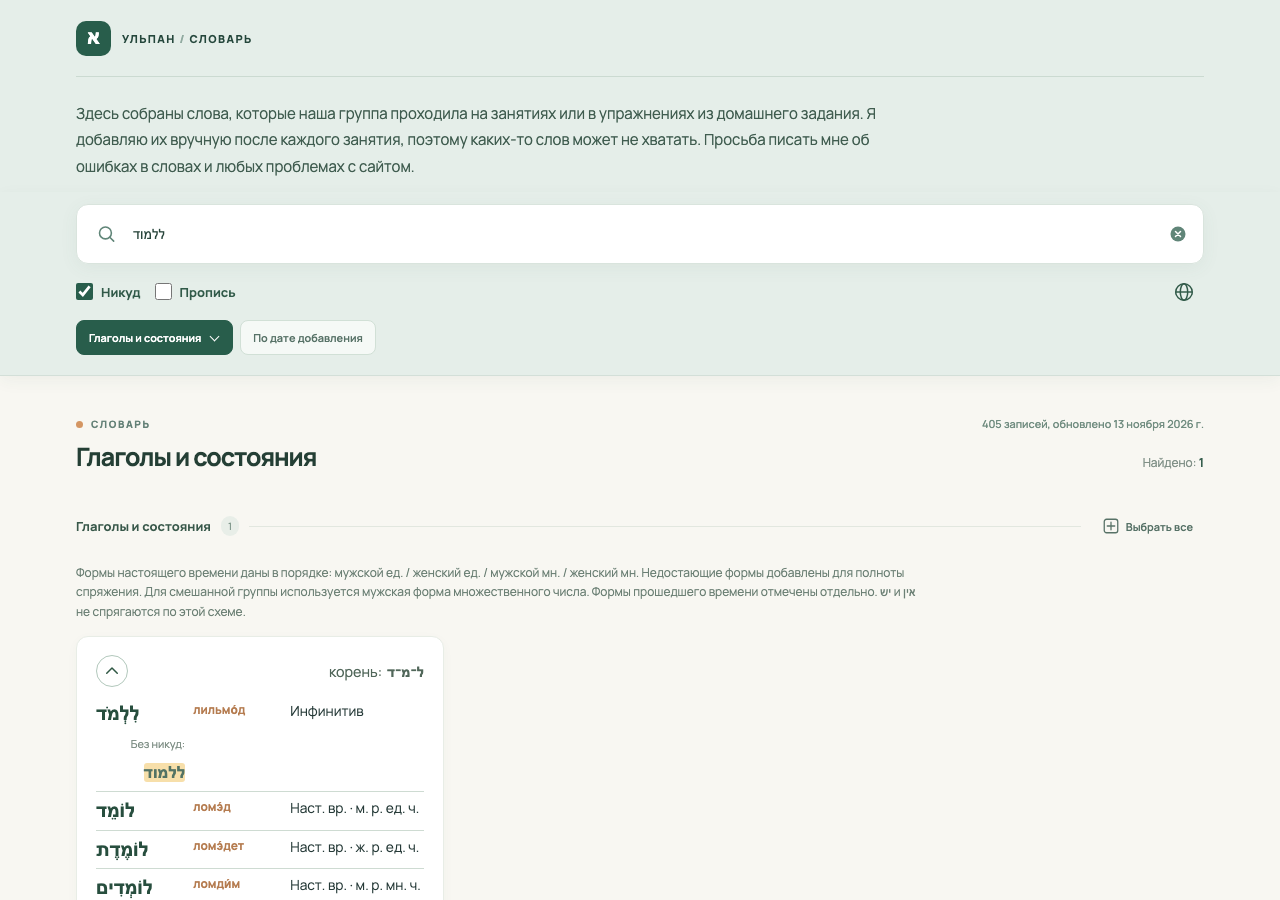 א УЛЬПАН / СЛОВАРЬ
Здесь собраны слова, которые наша группа проходила на занятиях или в упражнениях из домашнего задания. Я
добавляю их вручную после каждого занятия, поэтому каких-то слов может не хватать. Просьба писать мне об
ошибках в словах и любых проблемах с сайтом.
ללמוד
Никуд Пропись
Глаголы и состояния По дате добавления
СЛОВАРЬ 405 записей, обновлено 13 ноября 2026 г.
Глаголы и состояния Найдено: 1
Глаголы и состояния 1 Выбрать все
Формы настоящего времени даны в порядке: мужской ед. / женский ед. / мужской мн. / женский мн. Недостающие формы добавлены для полноты
спряжения. Для смешанной группы используется мужская форма множественного числа. Формы прошедшего времени отмечены отдельно. יש и אין
не спрягаются по этой схеме.
корень: ל־מ־ד
לִלְמֹד лильмо́д Инфинитив
Без никуд:
ללמוד
לוֹמֵד ломэ́д Наст. вр. · м. р. ед. ч.
לוֹמֶדֶת ломэ́дет Наст. вр. · ж. р. ед. ч.
לוֹמְדִים ломди́м Наст. вр. · м. р. мн. ч.